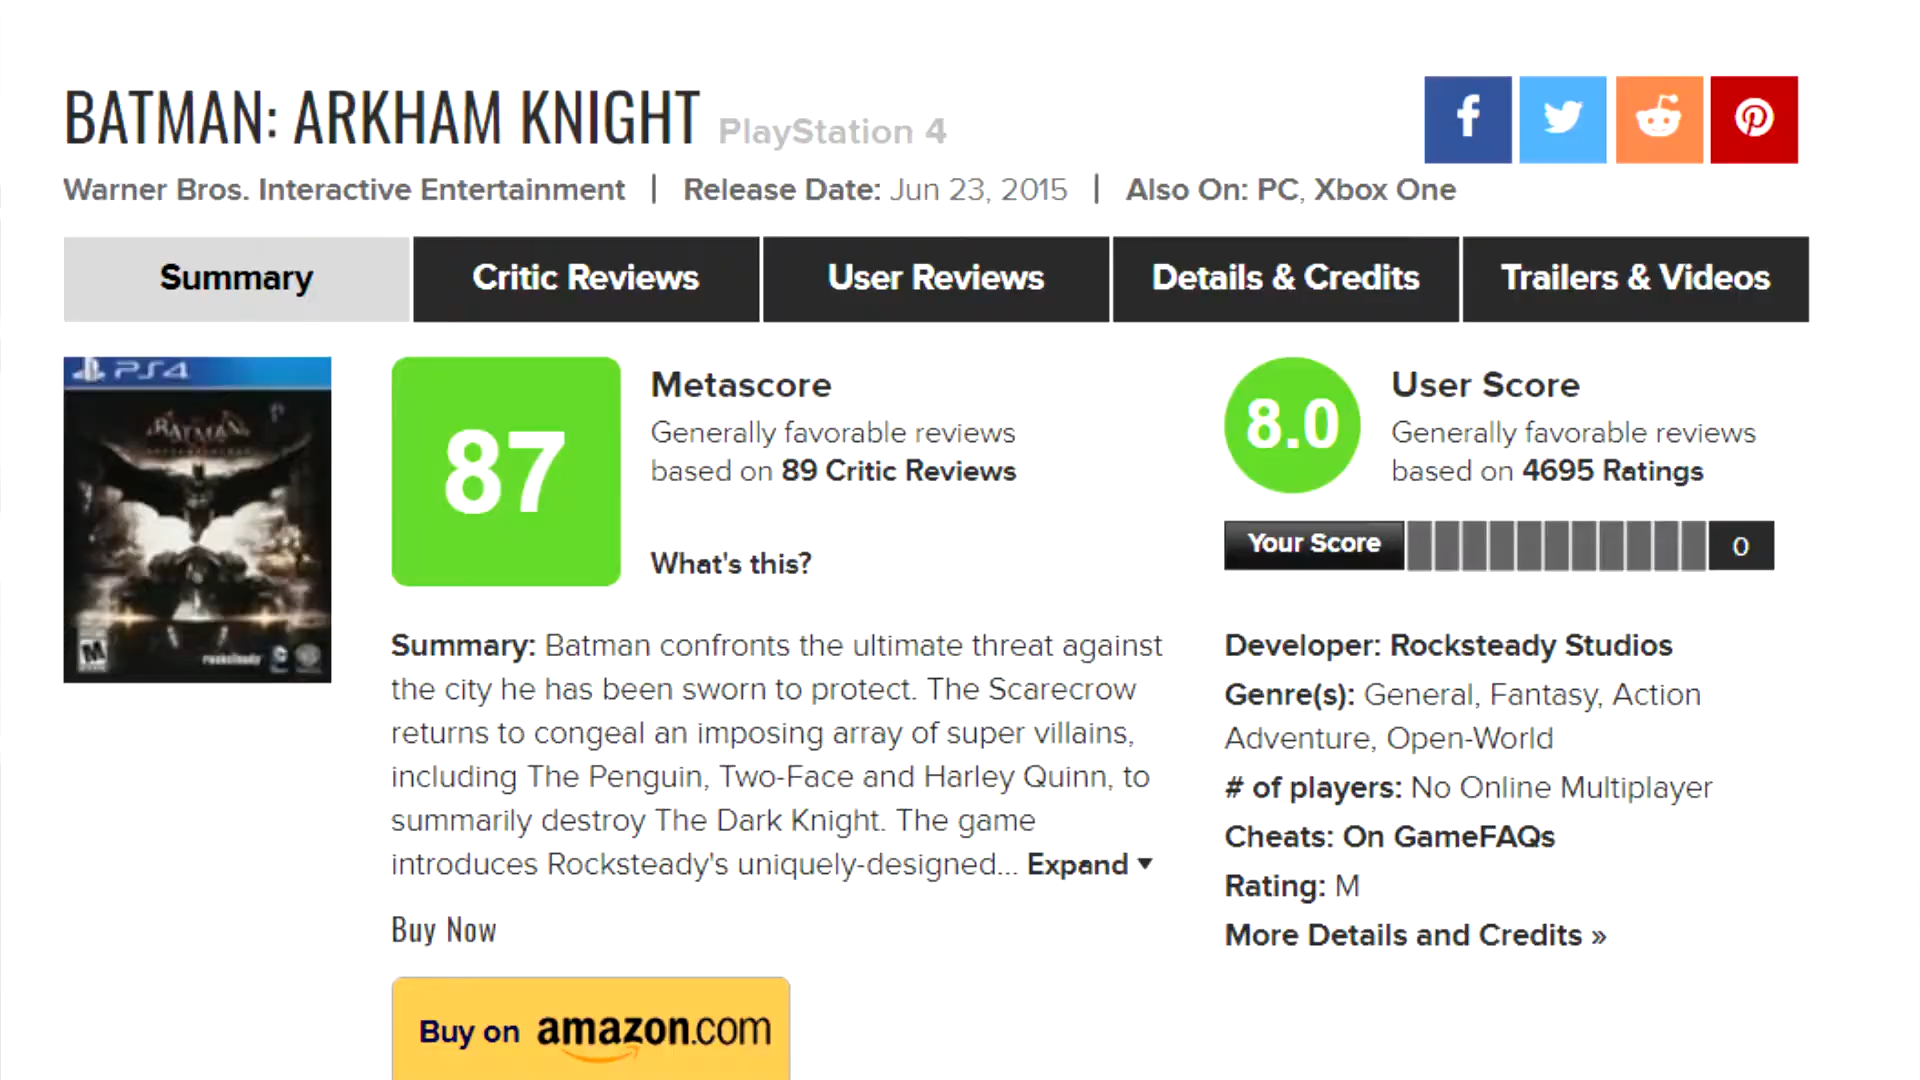 BATMAN: ARKHAM KNIGHT PlayStation 4
Warner Bros. Interactive Entertainment | Release Date: Jun 23, 2015 | Also On: PC, Xbox One
Summary
Critic Reviews
User Reviews
Details & Credits
Trailers & Videos
PS4
BATMAN
M
rocksteady
87
Metascore
Generally favorable reviews
based on 89 Critic Reviews
What's this?
8.0
User Score
Generally favorable reviews
based on 4695 Ratings
Your Score
0
Summary: Batman confronts the ultimate threat against
the city he has been sworn to protect. The Scarecrow
returns to congeal an imposing array of super villains,
including The Penguin, Two-Face and Harley Quinn, to
summarily destroy The Dark Knight. The game
introduces Rocksteady's uniquely-designed... Expand ▼
Buy Now
Buy on amazon.com
Developer: Rocksteady Studios
Genre(s): General, Fantasy, Action
Adventure, Open-World
# of players: No Online Multiplayer
Cheats: On GameFAQs
Rating: M
More Details and Credits »